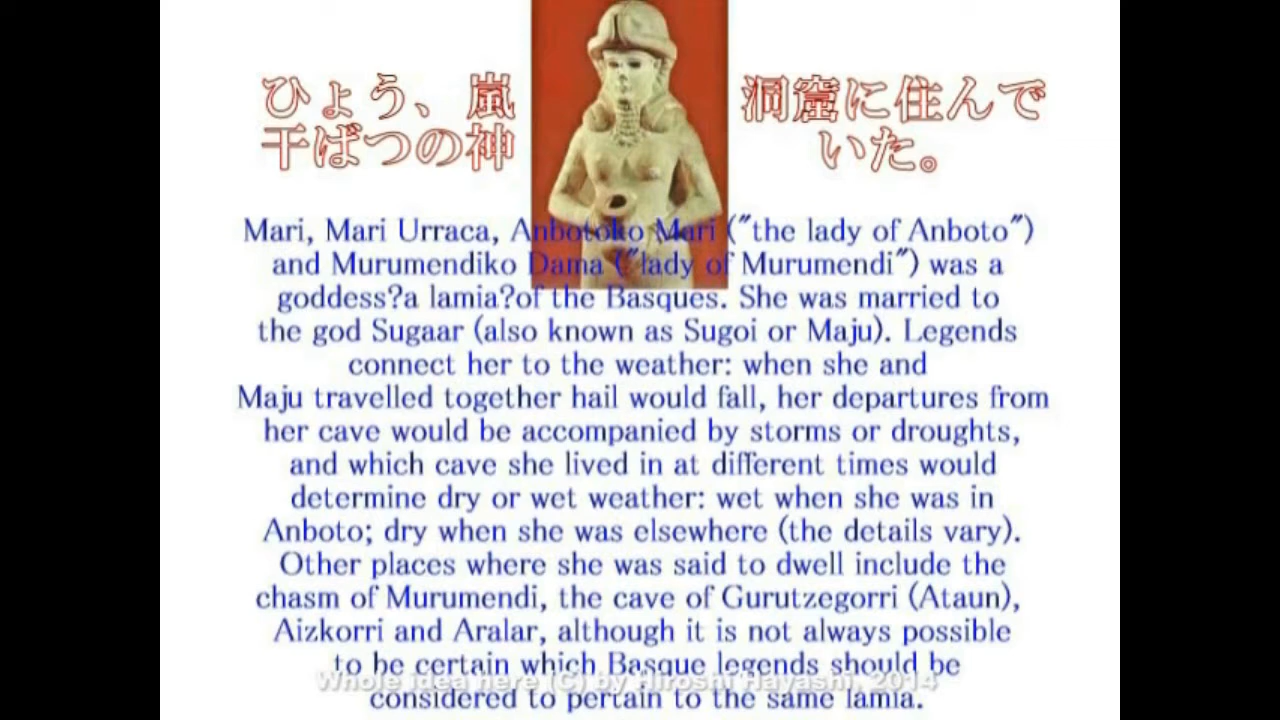 ひょう、嵐
干ばつの神
洞窟に住んで
いた。
Mari, Mari Urraca, Anbotoko Mari ("the lady of Anboto")
and Murumendiko Dama ("lady of Murumendi") was a
goddess?a lamia?of the Basques. She was married to
the god Sugaar (also known as Sugoi or Maju). Legends
connect her to the weather: when she and
Maju travelled together hail would fall, her departures from
her cave would be accompanied by storms or droughts,
and which cave she lived in at different times would
determine dry or wet weather: wet when she was in
Anboto; dry when she was elsewhere (the details vary).
Other places where she was said to dwell include the
chasm of Murumendi, the cave of Gurutzegorri (Ataun),
Aizkorri and Aralar, although it is not always possible
to be certain which Basque legends should be
Whole idea here (C) by Hiroshi Hayashi, 2014
considered to pertain to the same lamia.